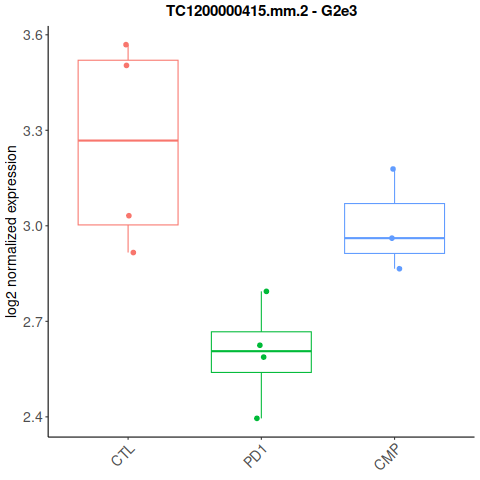 TC1200000415.mm.2 - G2e3
log2 normalized expression
3.6
3.3
3.0
2.7
2.4
CTL
PD1
CMP